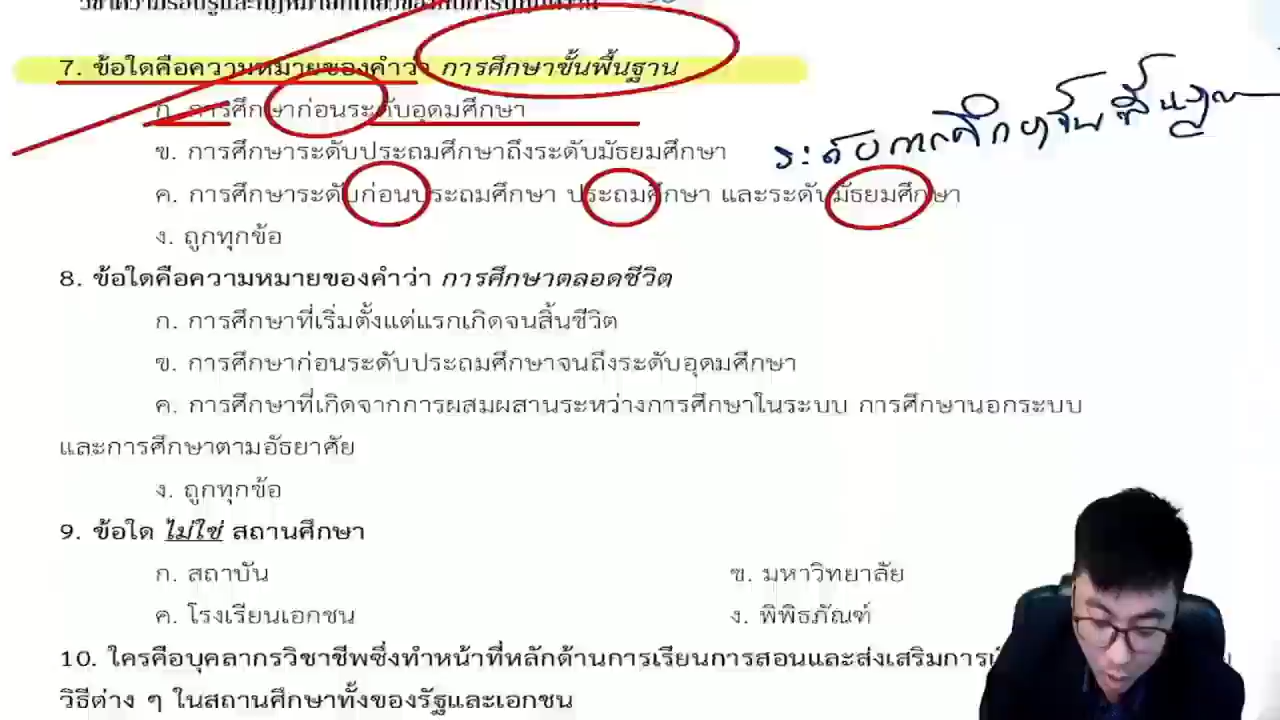 7. ข้อใดคือความหมายของคำว่า การศึกษาขั้นพื้นฐาน
ก. การศึกษาก่อนระดับอุดมศึกษา
ข. การศึกษาระดับประถมศึกษาถึงระดับมัธยมศึกษา
ระดับการศึกษาขั้นพื้นฐาน
ค. การศึกษาระดับก่อนประถมศึกษา ประถมศึกษา และระดับมัธยมศึกษา
ง. ถูกทุกข้อ
8. ข้อใดคือความหมายของคำว่า การศึกษาตลอดชีวิต
ก. การศึกษาที่เริ่มตั้งแต่แรกเกิดจนสิ้นชีวิต
ข. การศึกษาก่อนระดับประถมศึกษาจนถึงระดับอุดมศึกษา
ค. การศึกษาที่เกิดจากการผสมผสานระหว่างการศึกษาในระบบ การศึกษานอกระบบ
และการศึกษาตามอัธยาศัย
ง. ถูกทุกข้อ
9. ข้อใด ไม่ใช่ สถานศึกษา
ก. สถาบัน ข. มหาวิทยาลัย
ค. โรงเรียนเอกชน ง. พิพิธภัณฑ์
10. ใครคือบุคลากรวิชาชีพซึ่งทำหน้าที่หลักด้านการเรียนการสอนและส่งเสริมการ
วิธีต่าง ๆ ในสถานศึกษาทั้งของรัฐและเอกชน